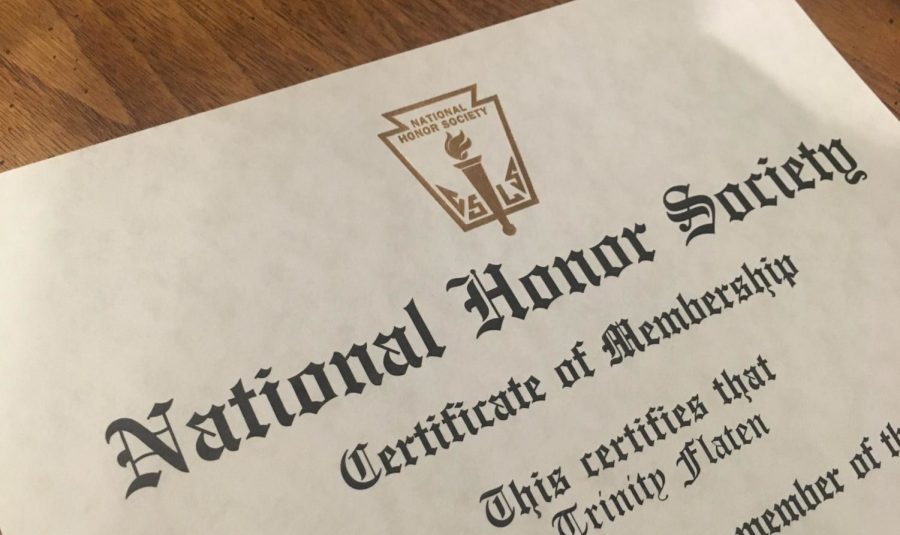 NATIONAL
HONOR SOCIETY
C S L S
National Honor Society
Certificate of Membership
This certifies that
Trinity Flaten
member of